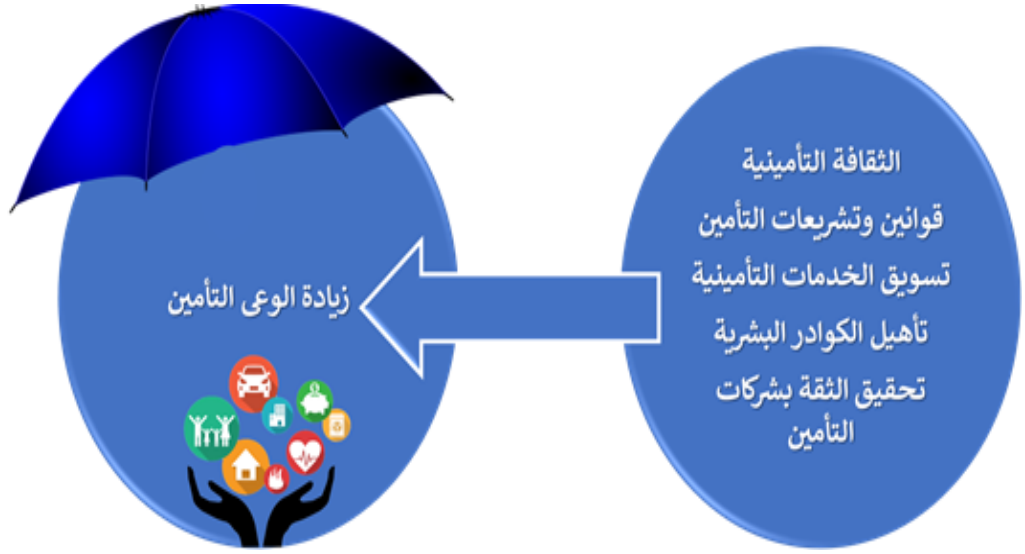 الثقافة التأمينية
قوانين وتشريعات التأمين
تسويق الخدمات التأمينية
تأهيل الكوادر البشرية
تحقيق الثقة بشركات
التأمين
زيادة الوعى التأمين